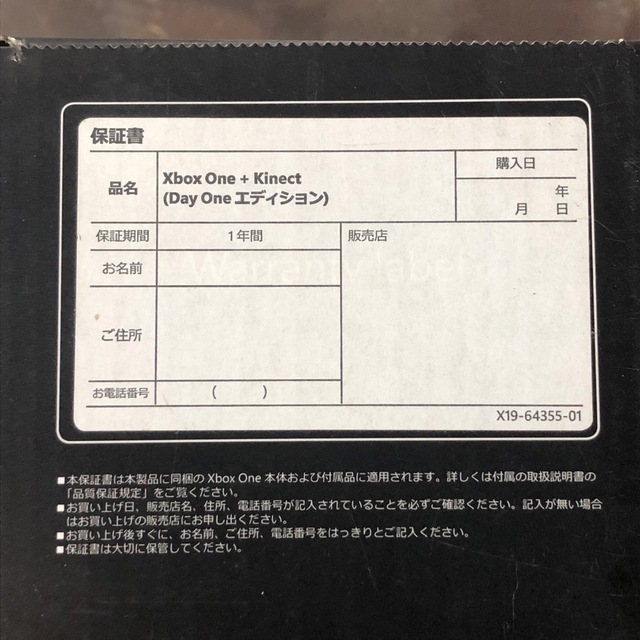 保証書
品名
Xbox One + Kinect
(Day One エディション)
購入日
年
月 日
保証期間
1年間
販売店
お名前
Warranty label
ご住所
お電話番号
( )
X19-64355-01
■本保証書は本製品に同梱の Xbox One 本体および付属品に適用されます。詳しくは付属の取扱説明書の
「品質保証規定」をご覧ください。
■お買い上げ日、販売店名、住所、電話番号が記入されていることを必ずご確認ください。記入が無い場合
はお買い上げの販売店にお申し出ください。
■お買い上げ後すぐに、お名前、ご住所、電話番号をはっきりとご記入ください。
■保証書は大切に保管してください。